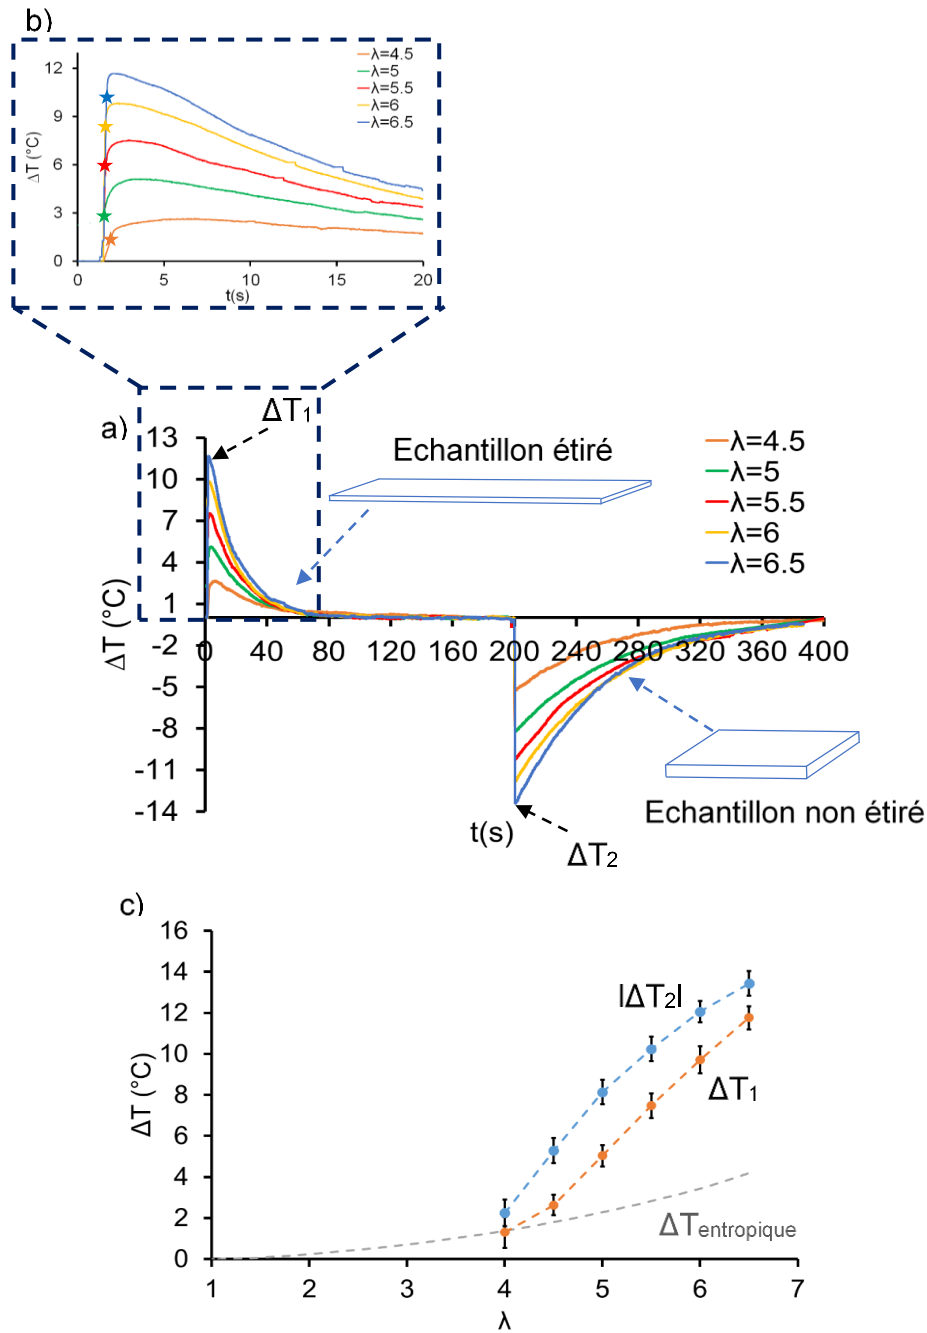 b)
λ=4.5
λ=5
λ=5.5
λ=6
λ=6.5
12
9
6
3
0
ΔT (°C)
0 5 10 15 20
t(s)
a)
ΔT1
13
10
7
4
1
-2
-5
-8
-11
-14
ΔT (°C)
Echantillon étiré
λ=4.5
λ=5
λ=5.5
λ=6
λ=6.5
0 40 80 120 160 200 240 280 320 360 400
Echantillon non étiré
t(s)
ΔT2
c)
16
14
12
10
8
6
4
2
0
ΔT (°C)
|ΔT2|
ΔT1
ΔTentropique
1 2 3 4 5 6 7
λ